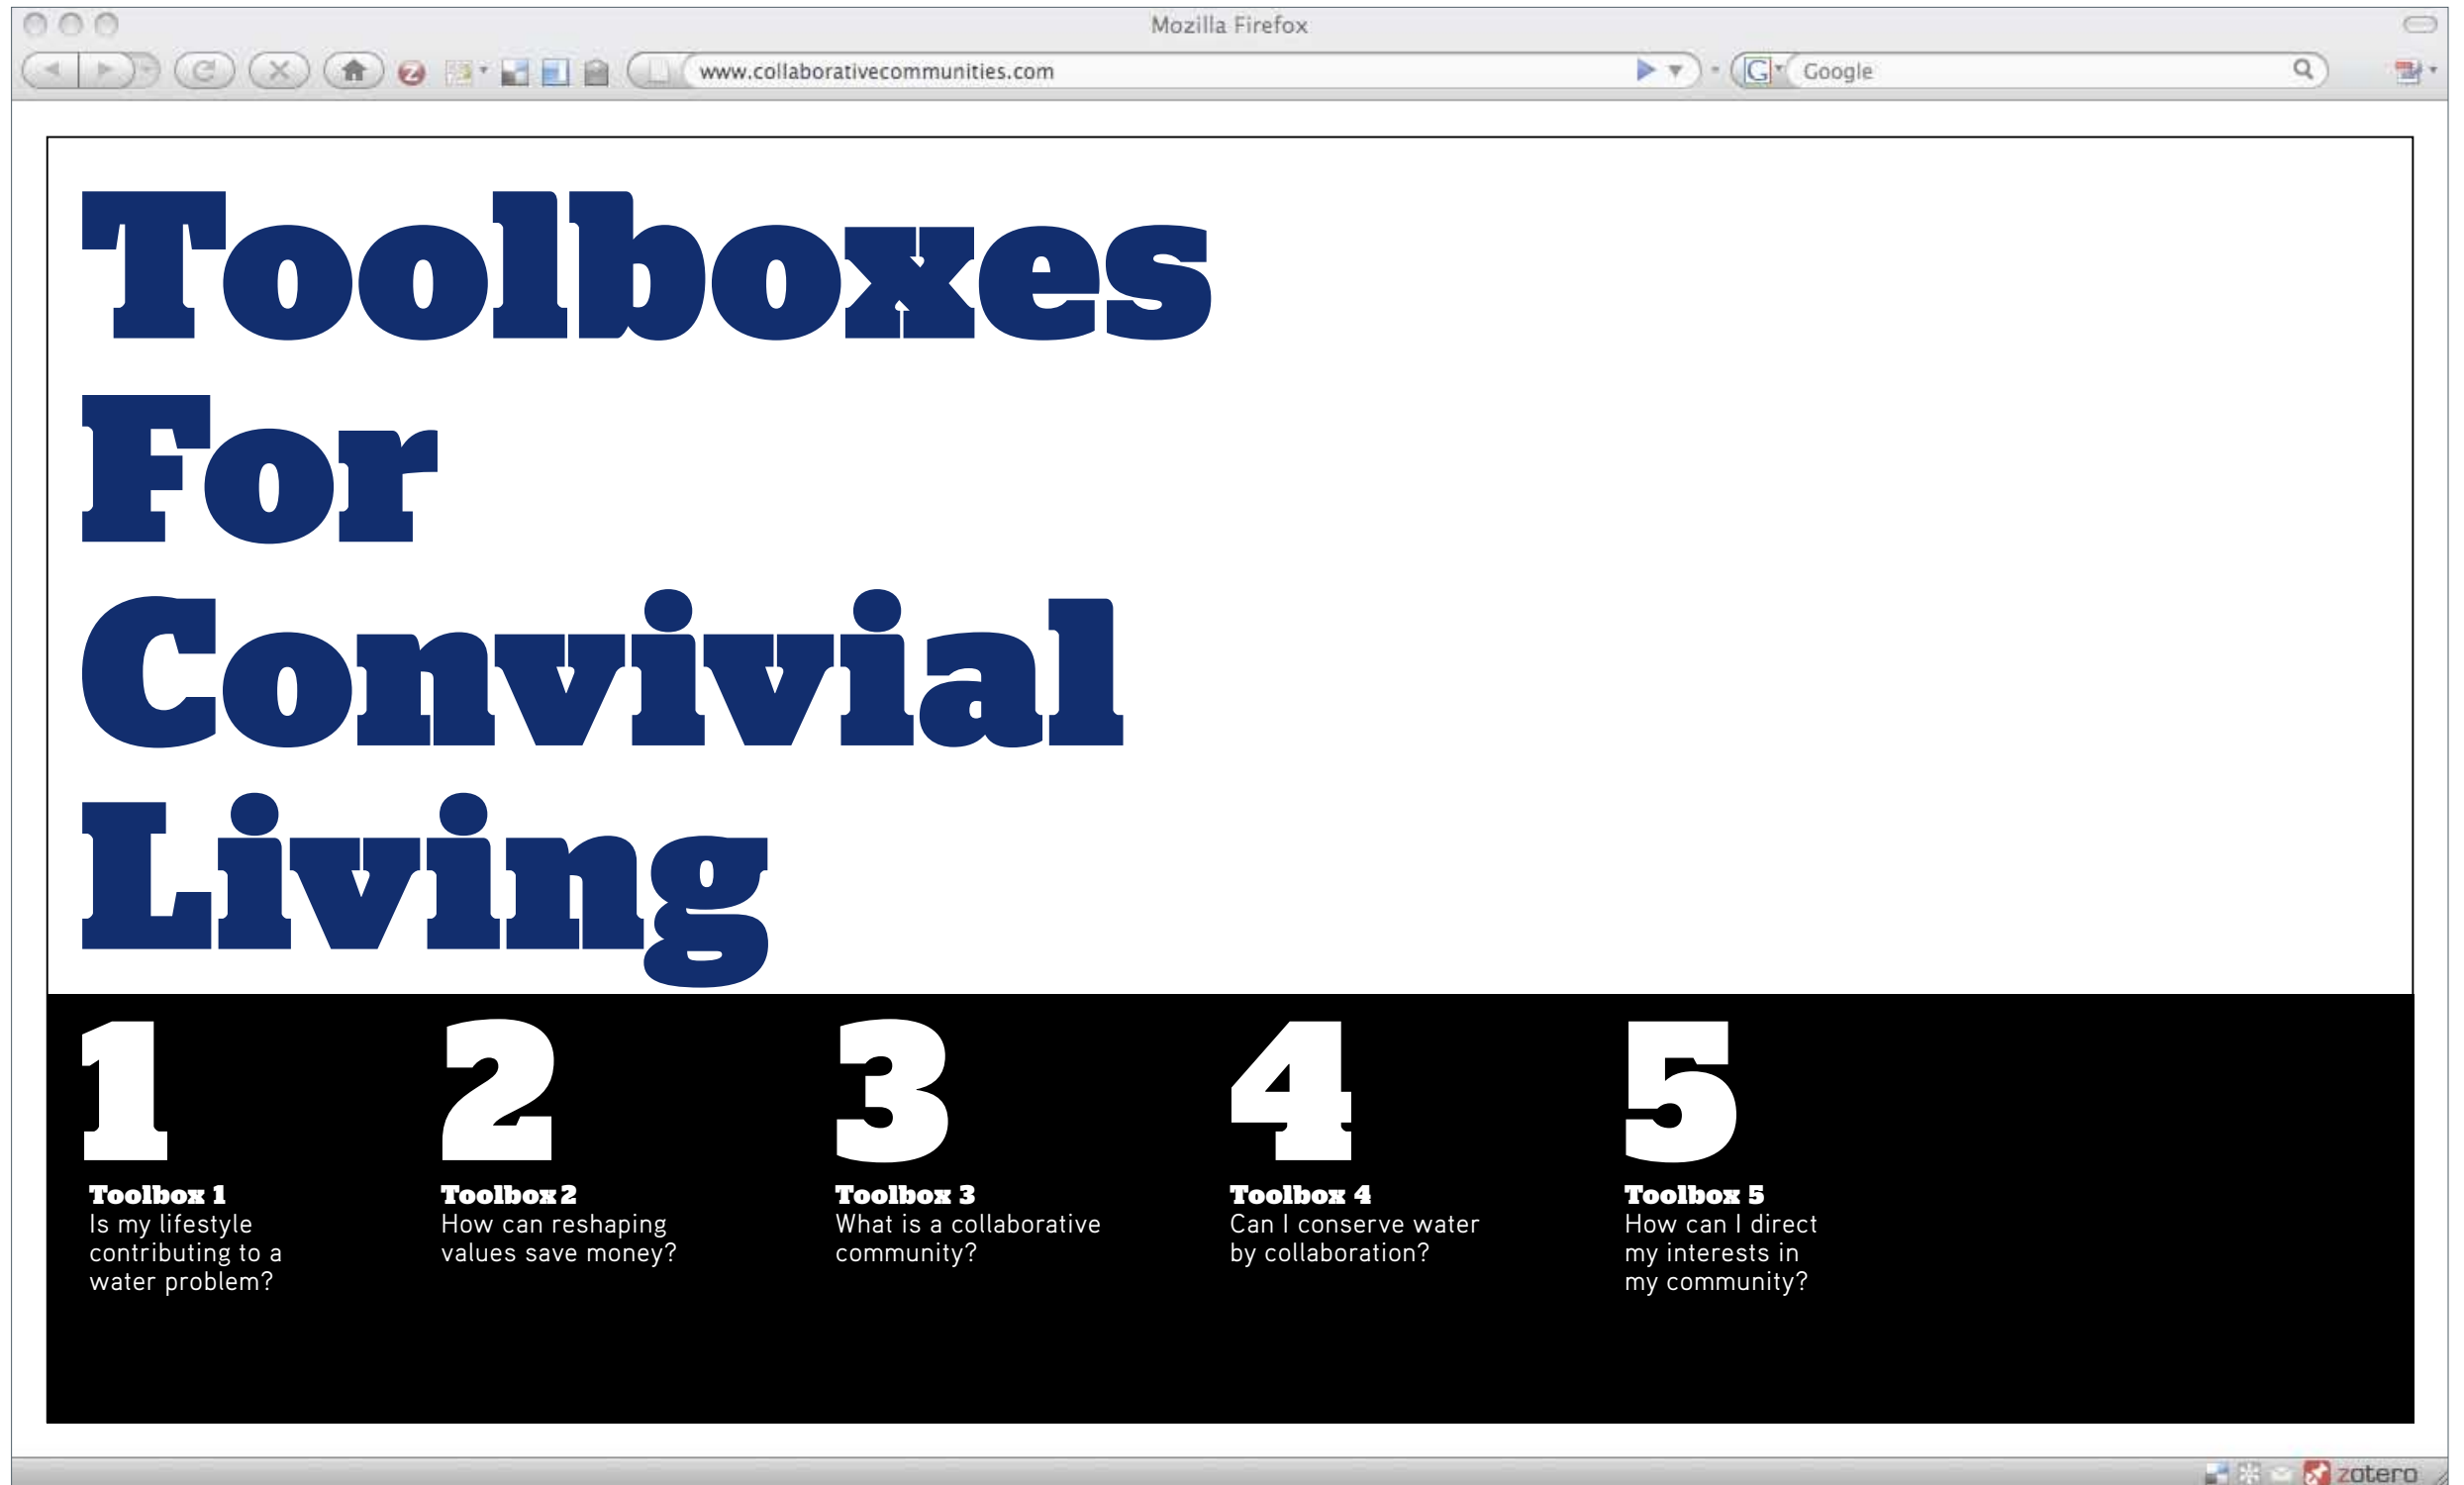 Mozilla Firefox
www.collaborativecommunities.com
G Google
Toolboxes
For
Convivial
Living
1
Toolbox 1
Is my lifestyle
contributing to a
water problem?
2
Toolbox 2
How can reshaping
values save money?
3
Toolbox 3
What is a collaborative
community?
4
Toolbox 4
Can I conserve water
by collaboration?
5
Toolbox 5
How can I direct
my interests in
my community?
zotero